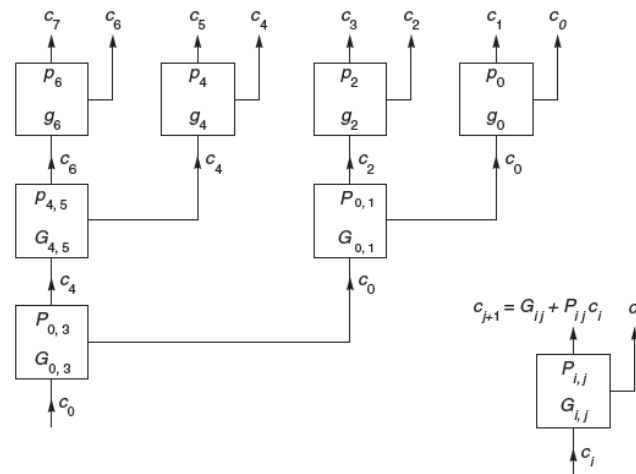 c₇ c₆ c₅ c₄ c₃ c₂ c₁ c₀
p₆ p₄ p₂ p₀
g₆ g₄ g₂ g₀
c₆ c₄ c₂ c₀
p₄, ₅ P₀, ₁
G₄, ₅ G₀, ₁
c₄ c₀
P₀, ₃
G₀, ₃
c₀
cⱼ₊₁ = Gᵢⱼ + Pᵢⱼ cᵢ c
Pᵢ,ⱼ
Gᵢ,ⱼ
cᵢ